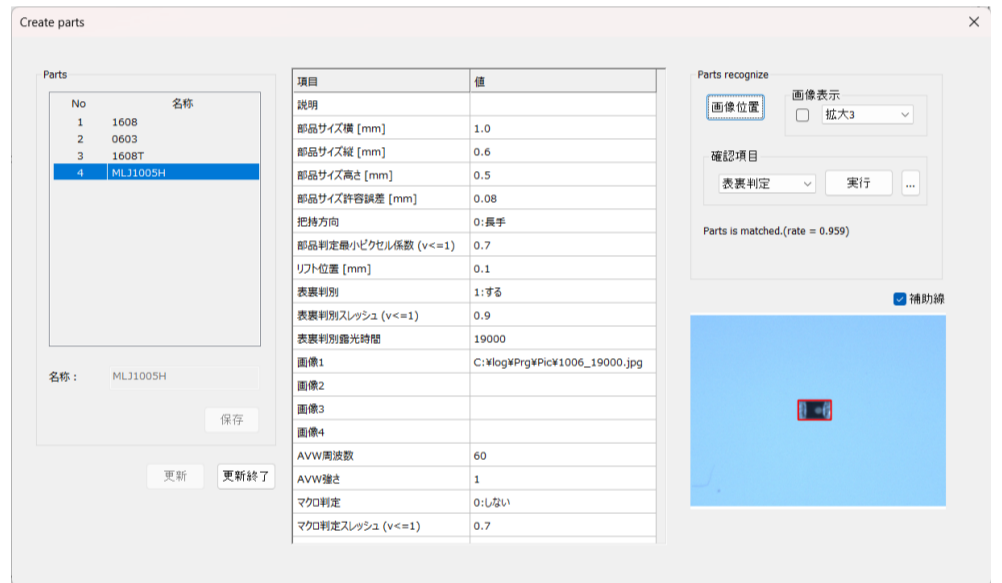 Create parts
Parts
No 名称
1 1608
2 0603
3 1608T
4 MLJ1005H
名称： MLJ1005H
保存
更新 更新終了
項目 値
説明
部品サイズ横 [mm] 1.0
部品サイズ縦 [mm] 0.6
部品サイズ高さ [mm] 0.5
部品サイズ許容誤差 [mm] 0.08
把持方向 0:長手
部品判定最小ピクセル係数 (v<=1) 0.7
リフト位置 [mm] 0.1
表裏判別 1:する
表裏判別スレッシュ (v<=1) 0.9
表裏判別露光時間 19000
画像1 C:¥log¥Prg¥Pic¥1006_19000.jpg
画像2
画像3
画像4
AVW周波数 60
AVW強さ 1
マクロ判定 0:しない
マクロ判定スレッシュ (v<=1) 0.7
Parts recognize
画像位置
画像表示
拡大3
確認項目
表裏判定 実行 ...
Parts is matched.(rate = 0.959)
補助線